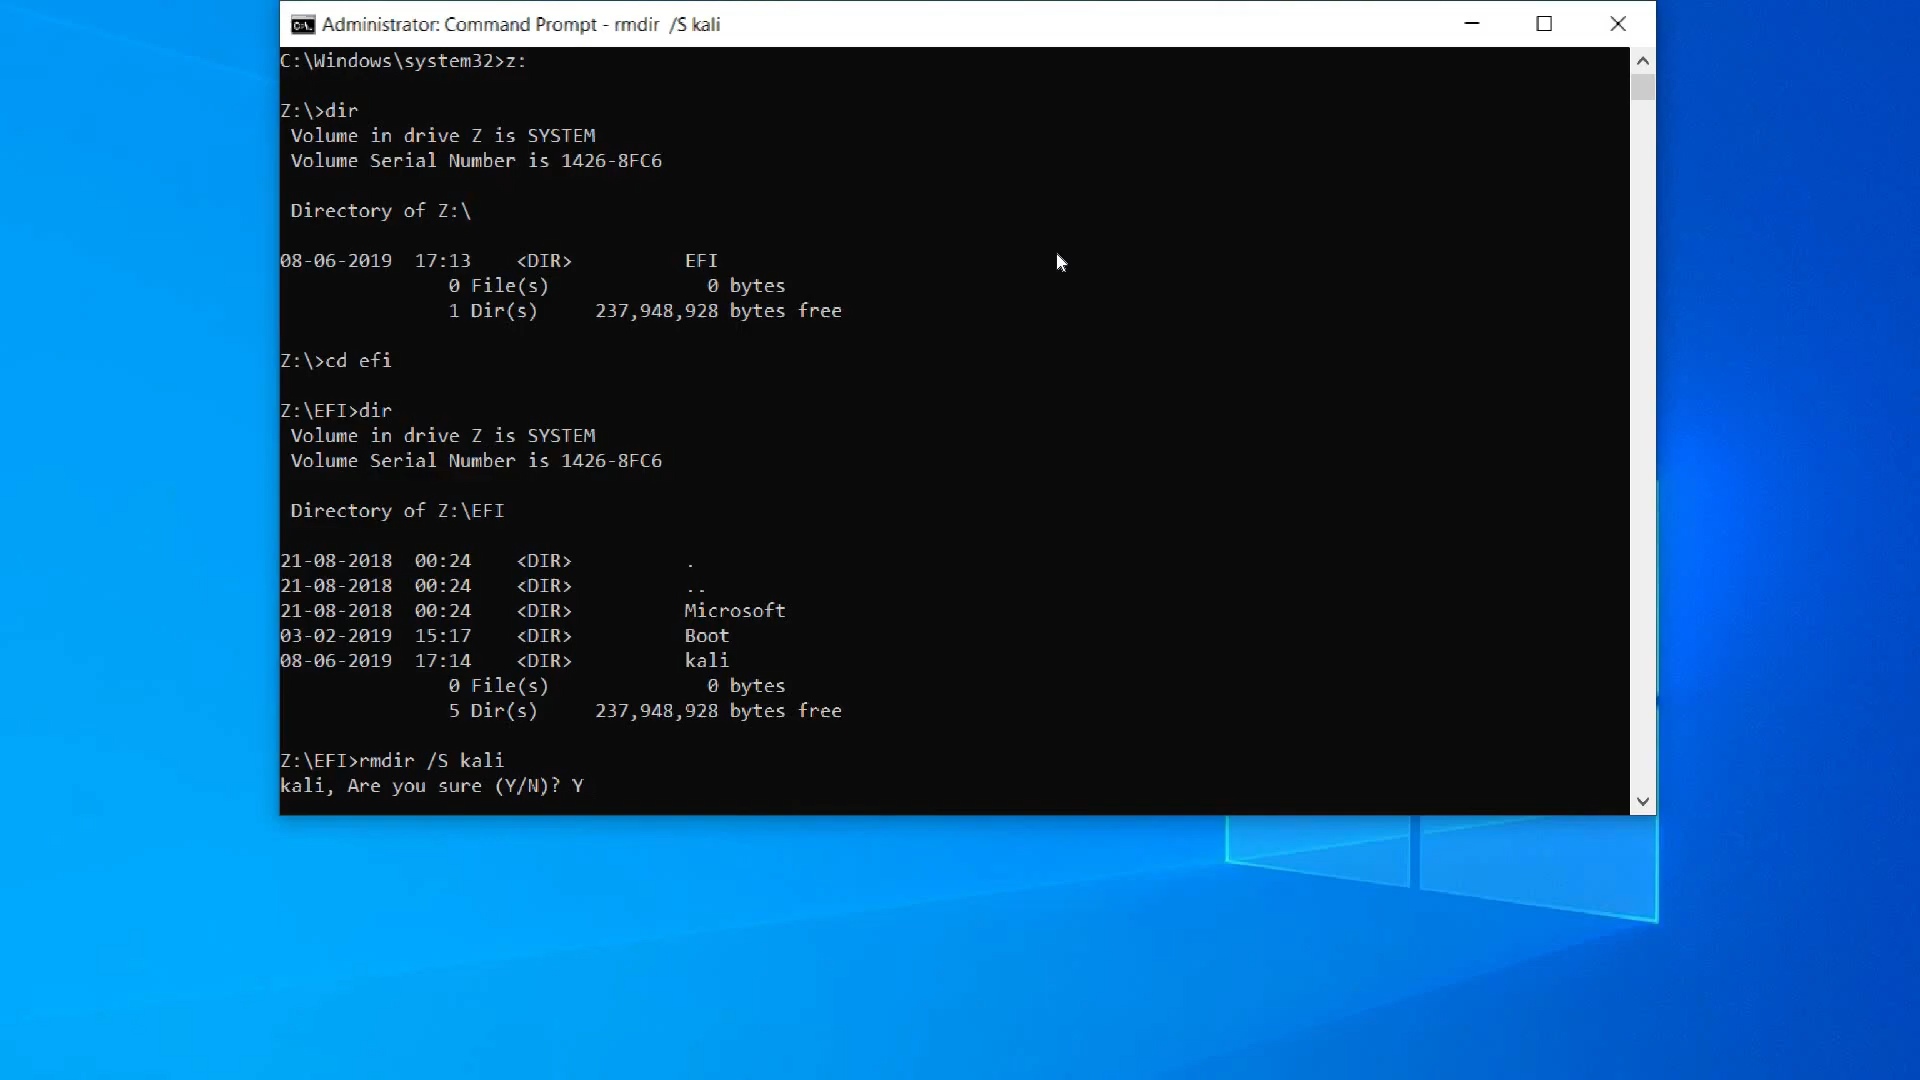 Administrator: Command Prompt - rmdir  /S kali
C:\Windows\system32>z:
Z:\>dir
 Volume in drive Z is SYSTEM
 Volume Serial Number is 1426-8FC6
 Directory of Z:\
08-06-2019  17:13    <DIR>          EFI
               0 File(s)              0 bytes
               1 Dir(s)     237,948,928 bytes free
Z:\>cd efi
Z:\EFI>dir
 Volume in drive Z is SYSTEM
 Volume Serial Number is 1426-8FC6
 Directory of Z:\EFI
21-08-2018  00:24    <DIR>          .
21-08-2018  00:24    <DIR>          ..
21-08-2018  00:24    <DIR>          Microsoft
03-02-2019  15:17    <DIR>          Boot
08-06-2019  17:14    <DIR>          kali
               0 File(s)              0 bytes
               5 Dir(s)     237,948,928 bytes free
Z:\EFI>rmdir /S kali
kali, Are you sure (Y/N)? Y